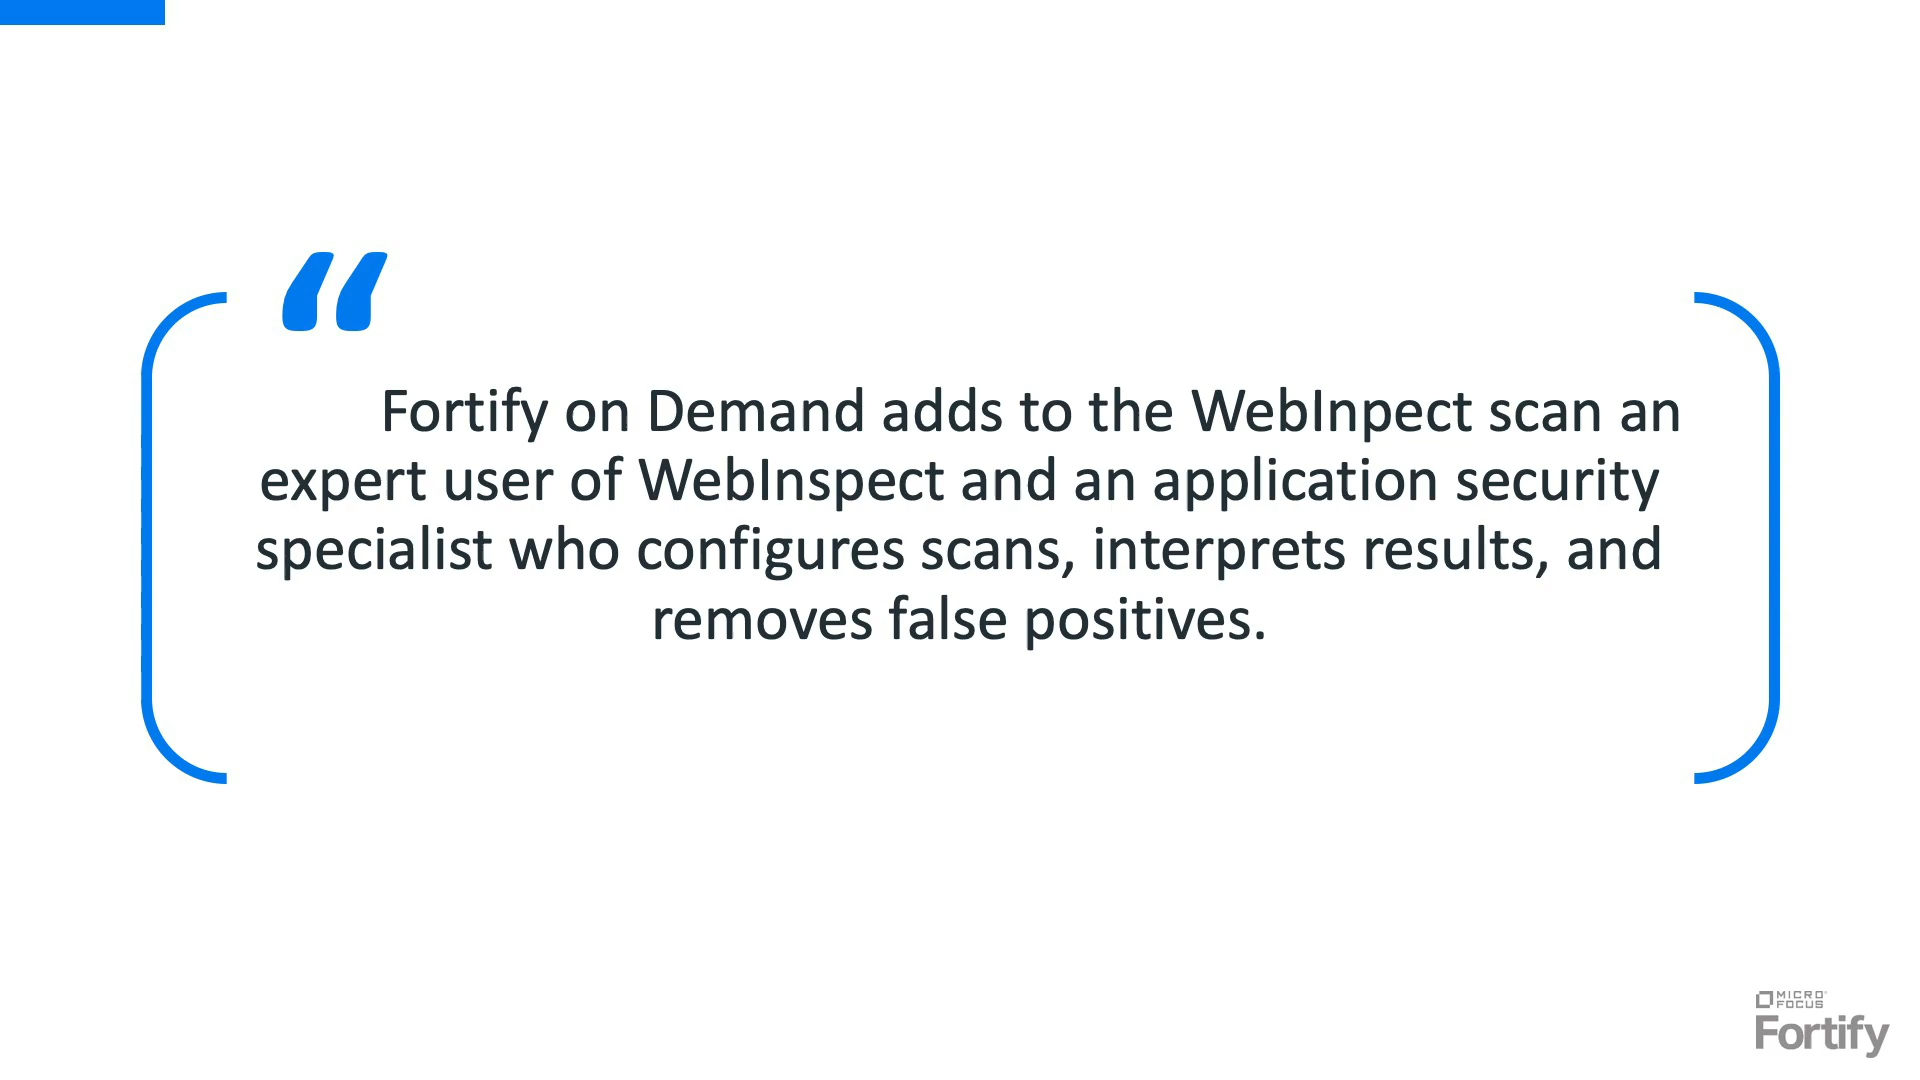 “
Fortify on Demand adds to the WebInpect scan an
expert user of WebInspect and an application security
specialist who configures scans, interprets results, and
removes false positives.
MICRO
FOCUS
Fortify